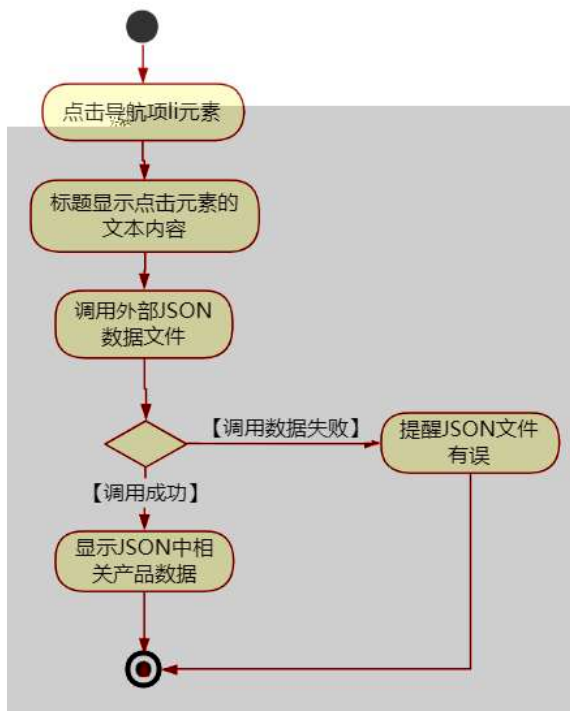 点击导航项li元素
标题显示点击元素的
文本内容
调用外部JSON
数据文件
【调用数据失败】
提醒JSON文件
有误
【调用成功】
显示JSON中相
关产品数据